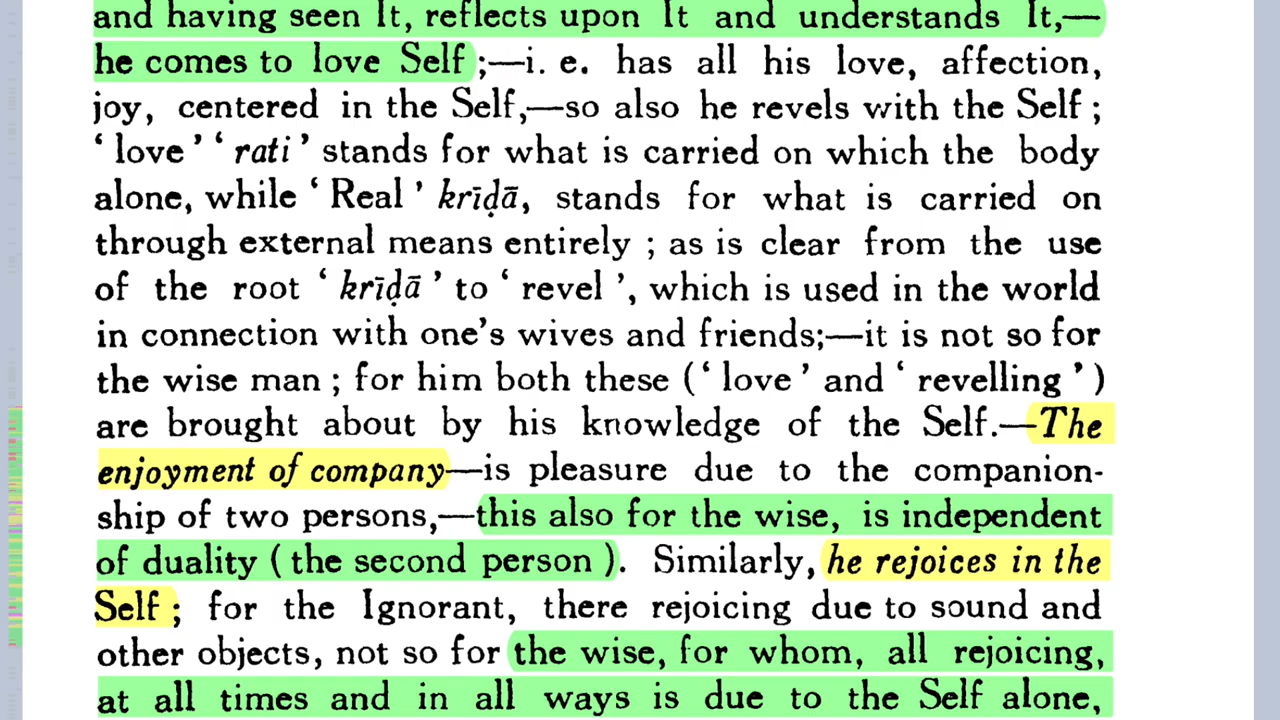 and having seen It, reflects upon It and understands It,—
he comes to love Self ;—i. e. has all his love, affection,
joy, centered in the Self,—so also he revels with the Self ;
‘ love ’ ‘ rati ’ stands for what is carried on which the body
alone, while ‘ Real ’ krīḍā, stands for what is carried on
through external means entirely ; as is clear from the use
of the root ‘ krīḍā ’ to ‘ revel ’, which is used in the world
in connection with one’s wives and friends;—it is not so for
the wise man ; for him both these ( ‘ love ’ and ‘ revelling ’ )
are brought about by his knowledge of the Self.—The
enjoyment of company—is pleasure due to the companion-
ship of two persons,—this also for the wise, is independent
of duality ( the second person ). Similarly, he rejoices in the
Self ; for the Ignorant, there rejoicing due to sound and
other objects, not so for the wise, for whom, all rejoicing,
at all times and in all ways is due to the Self alone,